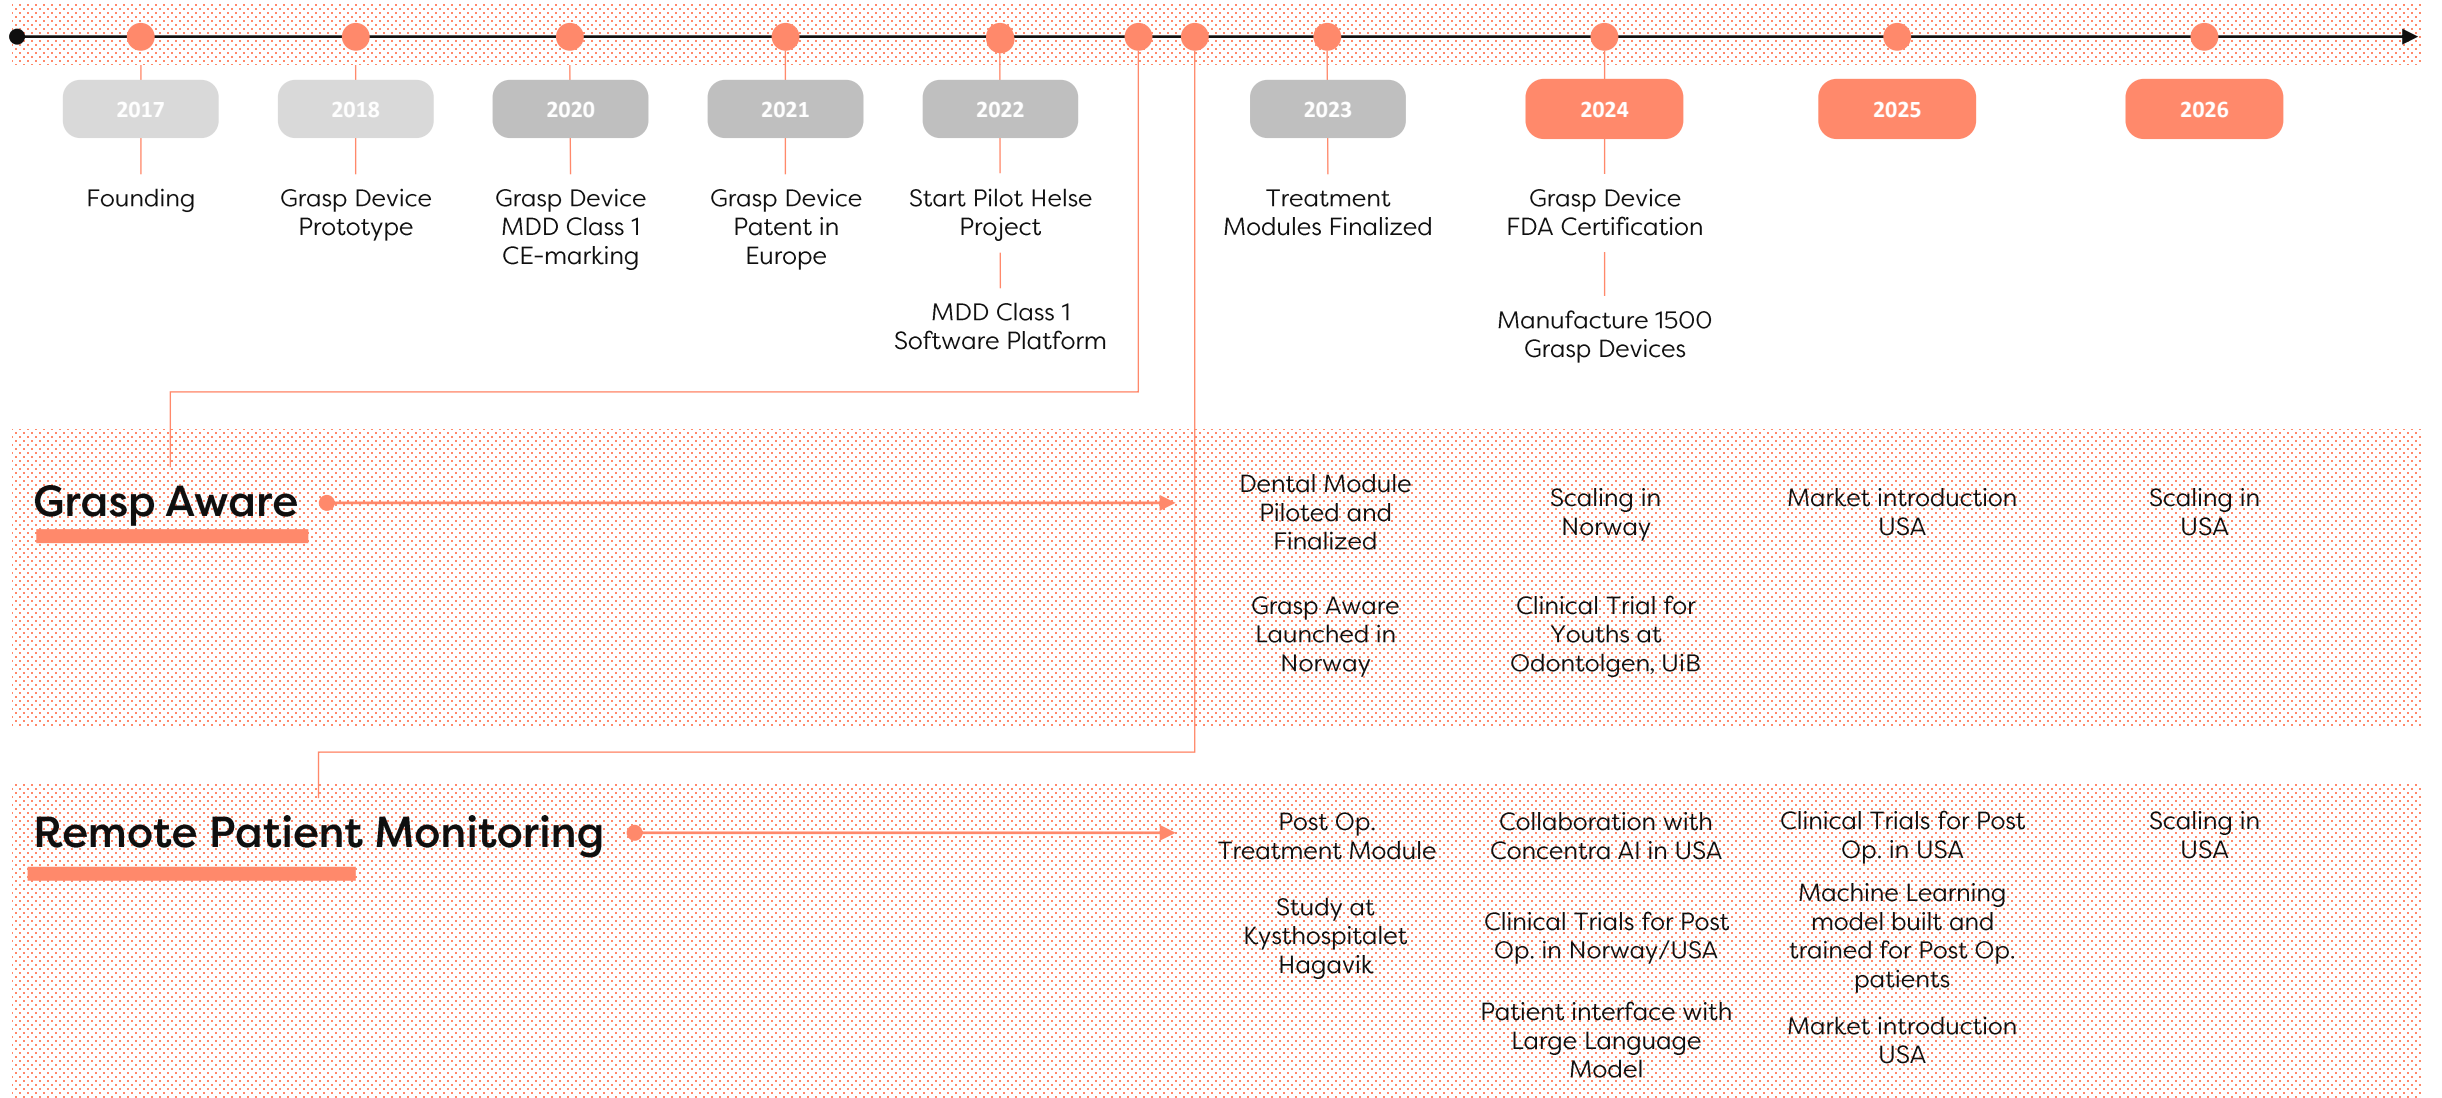 2017
2018
2020
2021
2022
2023
2024
2025
2026
Founding
Grasp Device
Prototype
Grasp Device
MDD Class 1
CE-marking
Grasp Device
Patent in
Europe
Start Pilot Helse
Project
MDD Class 1
Software Platform
Treatment
Modules Finalized
Grasp Device
FDA Certification
Manufacture 1500
Grasp Devices
Grasp Aware
Dental Module
Piloted and
Finalized
Grasp Aware
Launched in
Norway
Scaling in
Norway
Clinical Trial for
Youths at
Odontolgen, UiB
Market introduction
USA
Scaling in
USA
Remote Patient Monitoring
Post Op.
Treatment Module
Study at
Kysthospitalet
Hagavik
Collaboration with
Concentra AI in USA
Clinical Trials for Post
Op. in Norway/USA
Patient interface with
Large Language
Model
Clinical Trials for Post
Op. in USA
Machine Learning
model built and
trained for Post Op.
patients
Market introduction
USA
Scaling in
USA